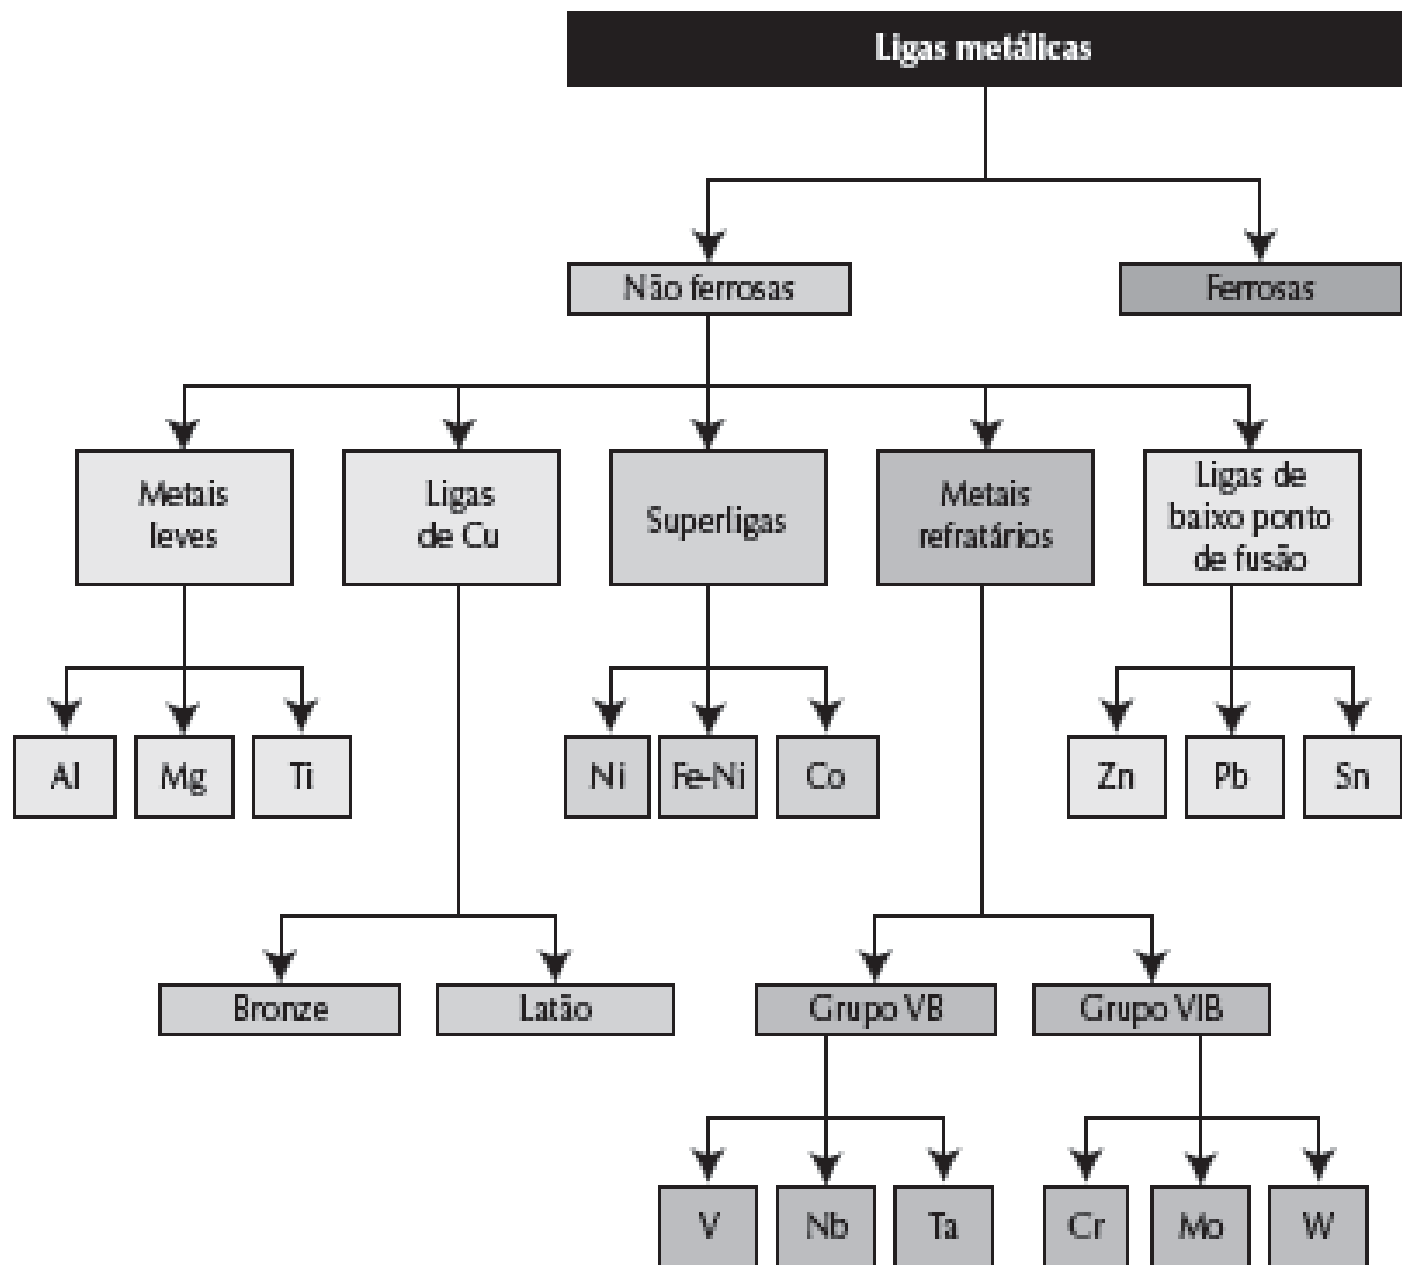 Ligas metálicas
Não ferrosas
Ferrosas
Metais
leves
Ligas
de Cu
Superligas
Metais
refratários
Ligas de
baixo ponto
de fusão
Al
Mg
Ti
Ni
Fe-Ni
Co
Zn
Pb
Sn
Bronze
Latão
Grupo VB
Grupo VIB
V
Nb
Ta
Cr
Mo
W